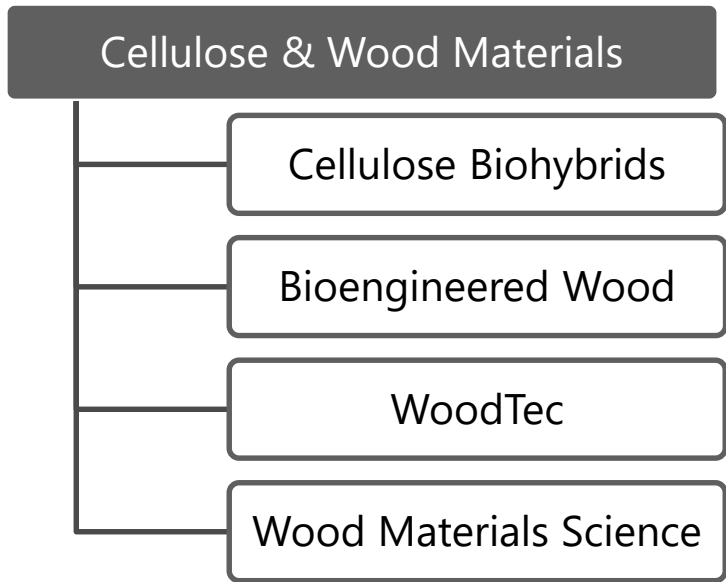 Cellulose & Wood Materials
Cellulose Biohybrids
Bioengineered Wood
WoodTec
Wood Materials Science